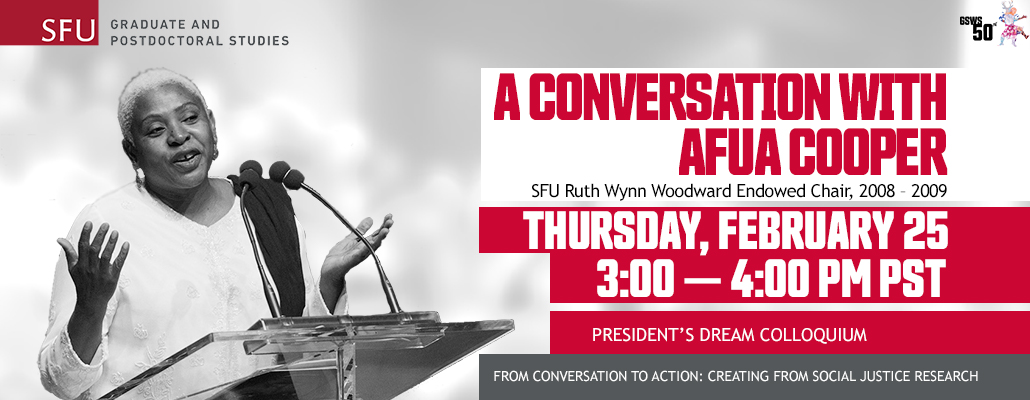 SFU GRADUATE AND
POSTDOCTORAL STUDIES
GSWS
50
A CONVERSATION WITH
AFUA COOPER
SFU Ruth Wynn Woodward Endowed Chair, 2008 - 2009
THURSDAY, FEBRUARY 25
3:00 — 4:00 PM PST
PRESIDENT'S DREAM COLLOQUIUM
FROM CONVERSATION TO ACTION: CREATING FROM SOCIAL JUSTICE RESEARCH